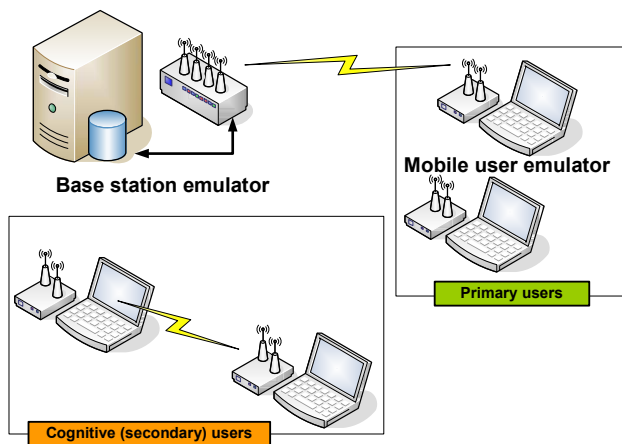 Base station emulator
Mobile user emulator
Primary users
Cognitive (secondary) users